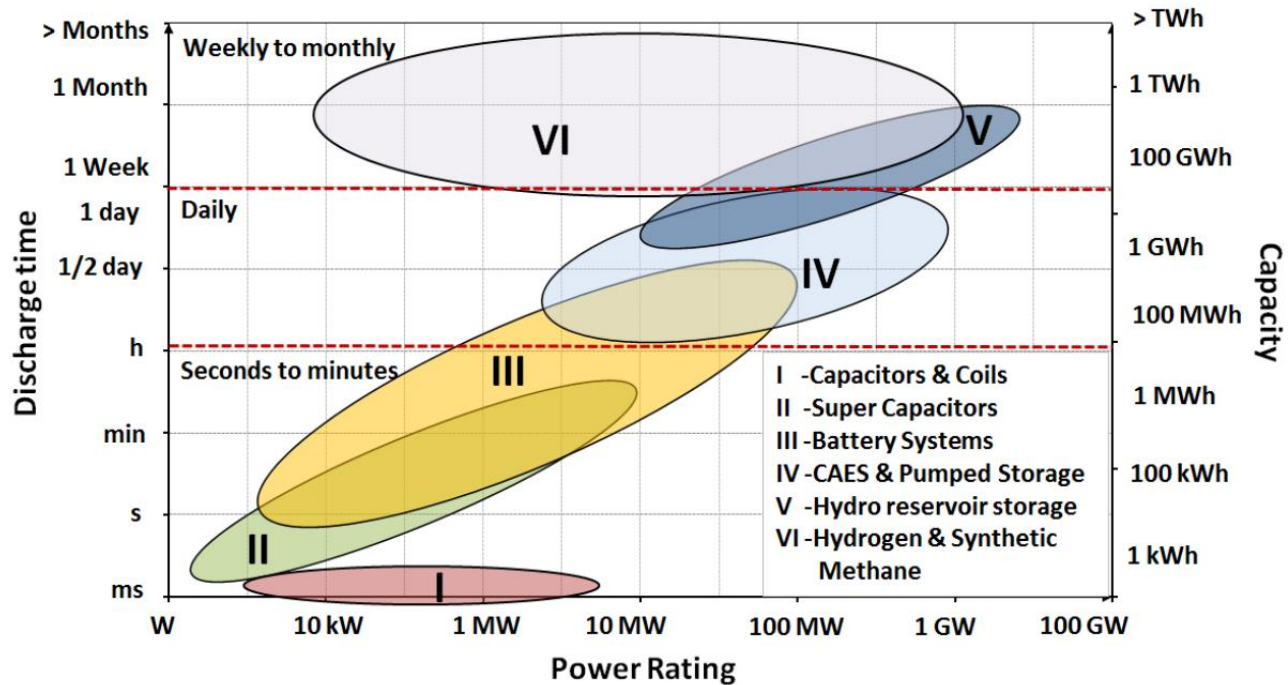 > Months
1 Month
1 Week
1 day
1/2 day
h
min
s
ms
Discharge time
Weekly to monthly
Daily
Seconds to minutes
VI
V
IV
III
II
I
I -Capacitors & Coils
II -Super Capacitors
III -Battery Systems
IV -CAES & Pumped Storage
V -Hydro reservoir storage
VI -Hydrogen & Synthetic
Methane
> TWh
1 TWh
100 GWh
1 GWh
100 MWh
1 MWh
100 kWh
1 kWh
Capacity
W
10 kW
1 MW
10 MW
100 MW
1 GW
100 GW
Power Rating